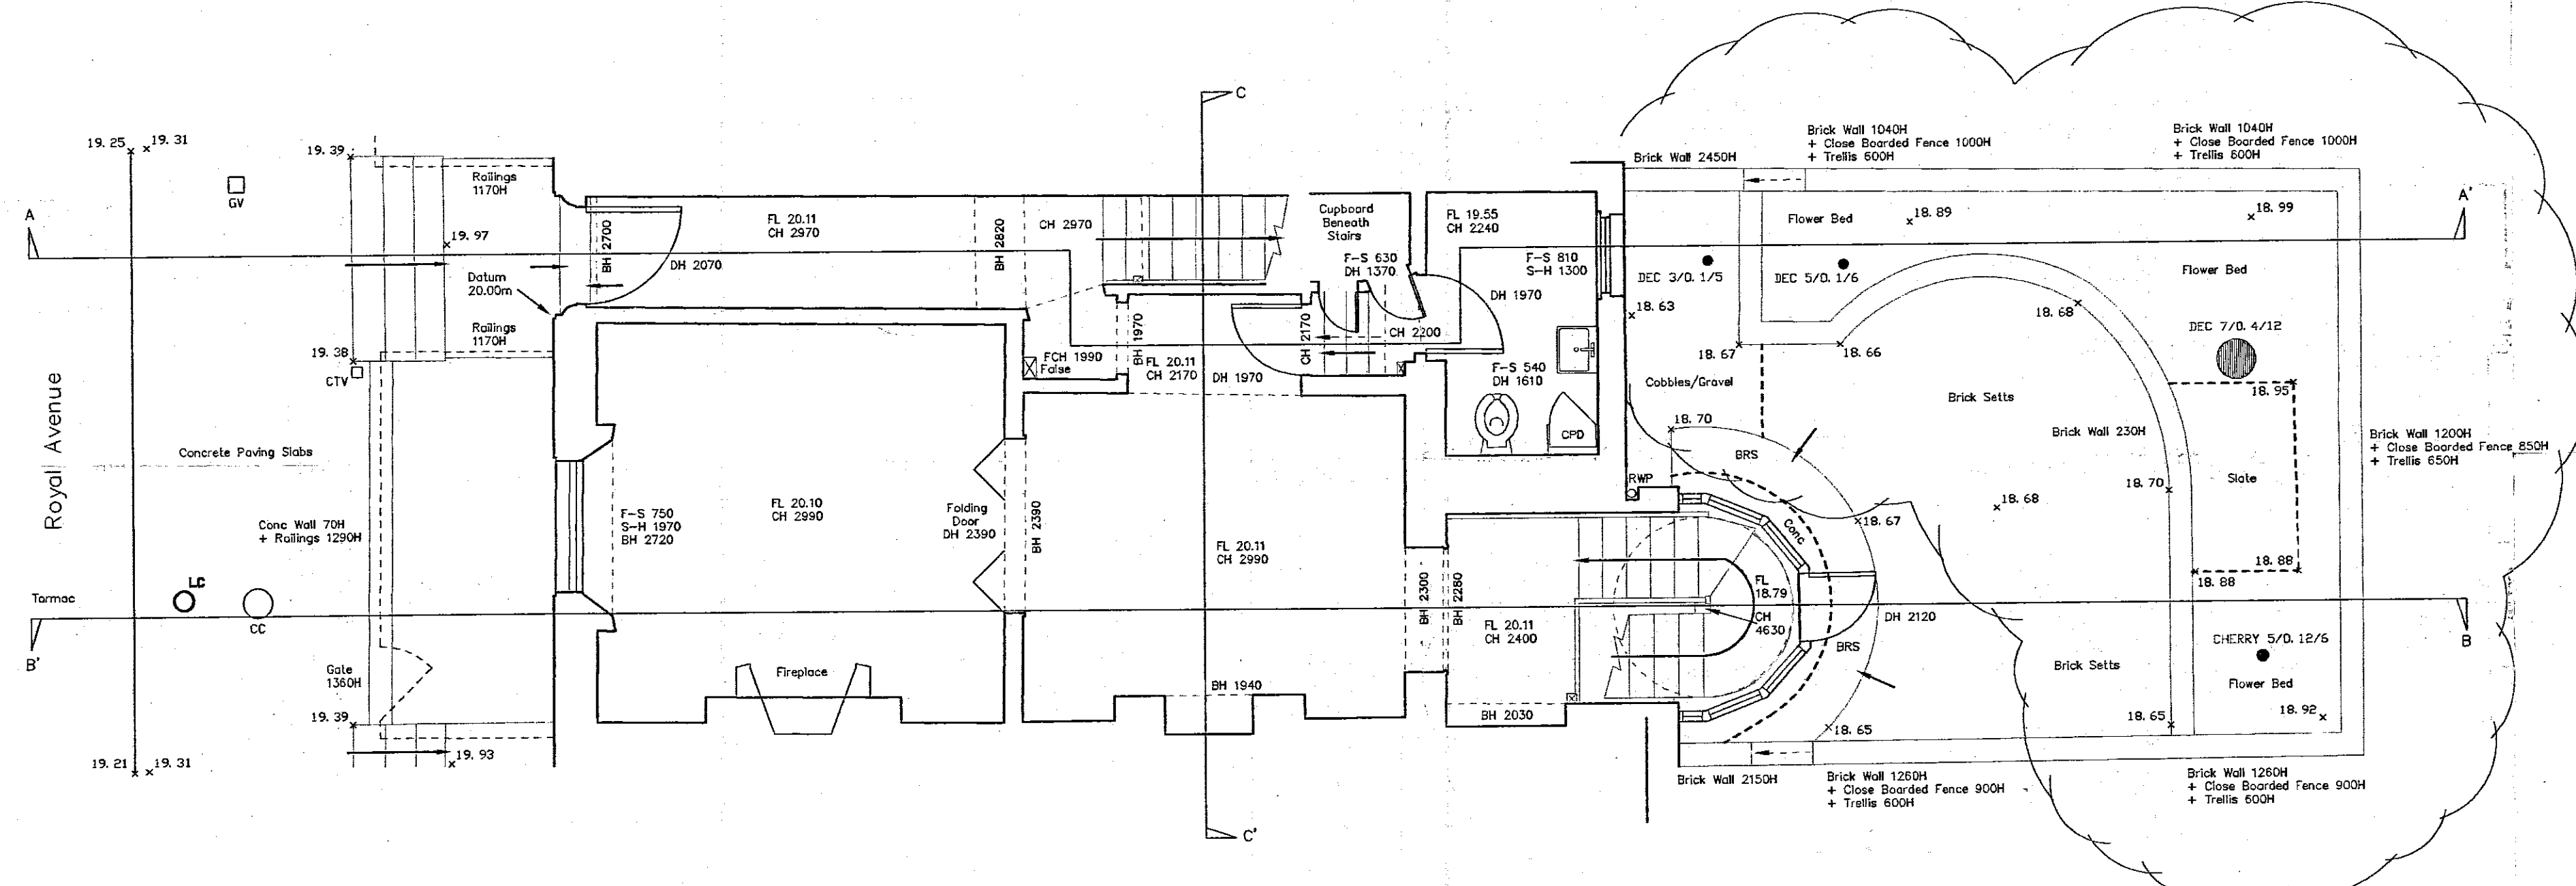 C
19. 25
19. 31
19. 39
Railings
1170H
GV
A
19. 97
Datum
20.00m
BH 2700
FL 20.11
CH 2970
DH 2070
BH 2820
CH 2970
Cupboard
Beneath
Stairs
F-S 630
DH 1370
FL 19.55
CH 2240
F-S 810
S-H 1300
DH 1970
Brick Wall 2450H
Brick Wall 1040H
+ Close Boarded Fence 1000H
+ Trellis 600H
Brick Wall 1040H
+ Close Boarded Fence 1000H
+ Trellis 600H
Flower Bed
18. 89
18. 99
A'
DEC 3/0. 1/5
DEC 5/0. 1/6
Flower Bed
18. 63
18. 68
DEC 7/0. 4/12
Railings
1170H
19. 38
CTV
FCH 1990
False
BH 1970
FL 20.11
CH 2170
DH 1970
CH 2170
CH 2200
F-S 540
DH 1610
CPD
18. 67
18. 66
Cobbles/Gravel
Brick Setts
18. 95
18. 70
BRS
Brick Wall 230H
Brick Wall 1200H
+ Close Boarded Fence 850H
+ Trellis 650H
Royal Avenue
Concrete Paving Slabs
Conc Wall 70H
+ Railings 1290H
F-S 750
S-H 1970
BH 2720
FL 20.10
CH 2990
Folding
Door
DH 2390
BH 2390
FL 20.11
CH 2990
RWP
Conc
18. 67
18. 68
18. 70
Slate
18. 88
18. 88
Tarmac
LC
CC
B'
BH 2300
BH 2280
FL 20.11
CH 2400
FL
18.79
CH
4630
DH 2120
BRS
B
CHERRY 5/0. 12/6
Flower Bed
Brick Setts
Gate
1360H
Fireplace
BH 1940
BH 2030
19. 39
19. 93
19. 21
19. 31
18. 65
18. 65
18. 92
Brick Wall 2150H
Brick Wall 1260H
+ Close Boarded Fence 900H
+ Trellis 600H
Brick Wall 1260H
+ Close Boarded Fence 900H
+ Trellis 600H
C'